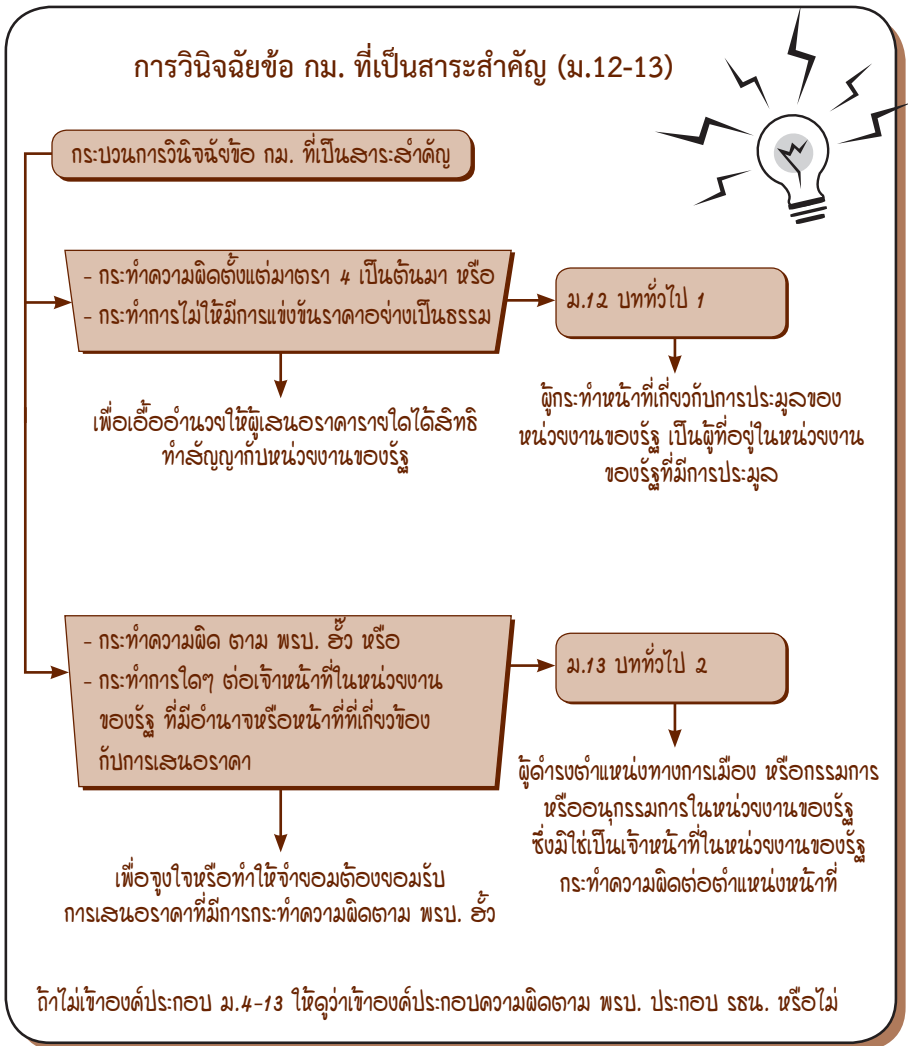 การวินิจฉัยข้อ กม. ที่เป็นสาระสำคัญ (ม.12-13)
กระบวนการวินิจฉัยข้อ กม. ที่เป็นสาระสำคัญ
- กระทำความผิดตั้งแต่มาตรา 4 เป็นต้นมา หรือ
- กระทำการไม่ให้มีการแข่งขันราคาอย่างเป็นธรรม
ม.12 บททั่วไป 1
เพื่อเอื้ออำนวยให้ผู้เสนอราคารายใดได้สิทธิ
ทำสัญญากับหน่วยงานของรัฐ
ผู้กระทำหน้าที่เกี่ยวกับการประมูลของ
หน่วยงานของรัฐ เป็นผู้ที่อยู่ในหน่วยงาน
ของรัฐที่มีการประมูล
- กระทำความผิด ตาม พรบ. ฮั้ว หรือ
- กระทำการใดๆ ต่อเจ้าหน้าที่ในหน่วยงาน
ของรัฐ ที่มีอำนาจหรือหน้าที่ที่เกี่ยวข้อง
กับการเสนอราคา
ม.13 บททั่วไป 2
เพื่อจูงใจหรือทำให้จำยอมต้องยอมรับ
การเสนอราคาที่มีการกระทำความผิดตาม พรบ. ฮั้ว
ผู้ดำรงตำแหน่งทางการเมือง หรือกรรมการ
หรืออนุกรรมการในหน่วยงานของรัฐ
ซึ่งมิใช่เป็นเจ้าหน้าที่ในหน่วยงานของรัฐ
กระทำความผิดต่อตำแหน่งหน้าที่
ถ้าไม่เข้าองค์ประกอบ ม.4-13 ให้ดูว่าเข้าองค์ประกอบความผิดตาม พรบ. ประกอบ รธน. หรือไม่